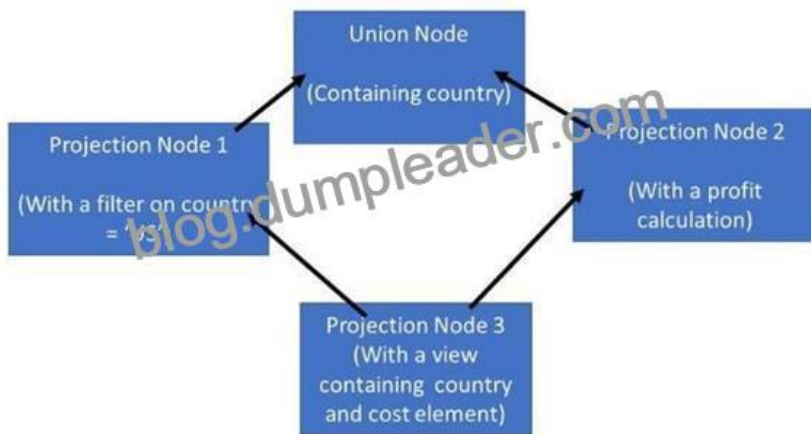 Union Node
(Containing country)
Projection Node 1
(With a filter on country
= 'US'
Projection Node 2
(With a profit
calculation)
Projection Node 3
(With a view
containing country
and cost element)
blog.dumpleader.com